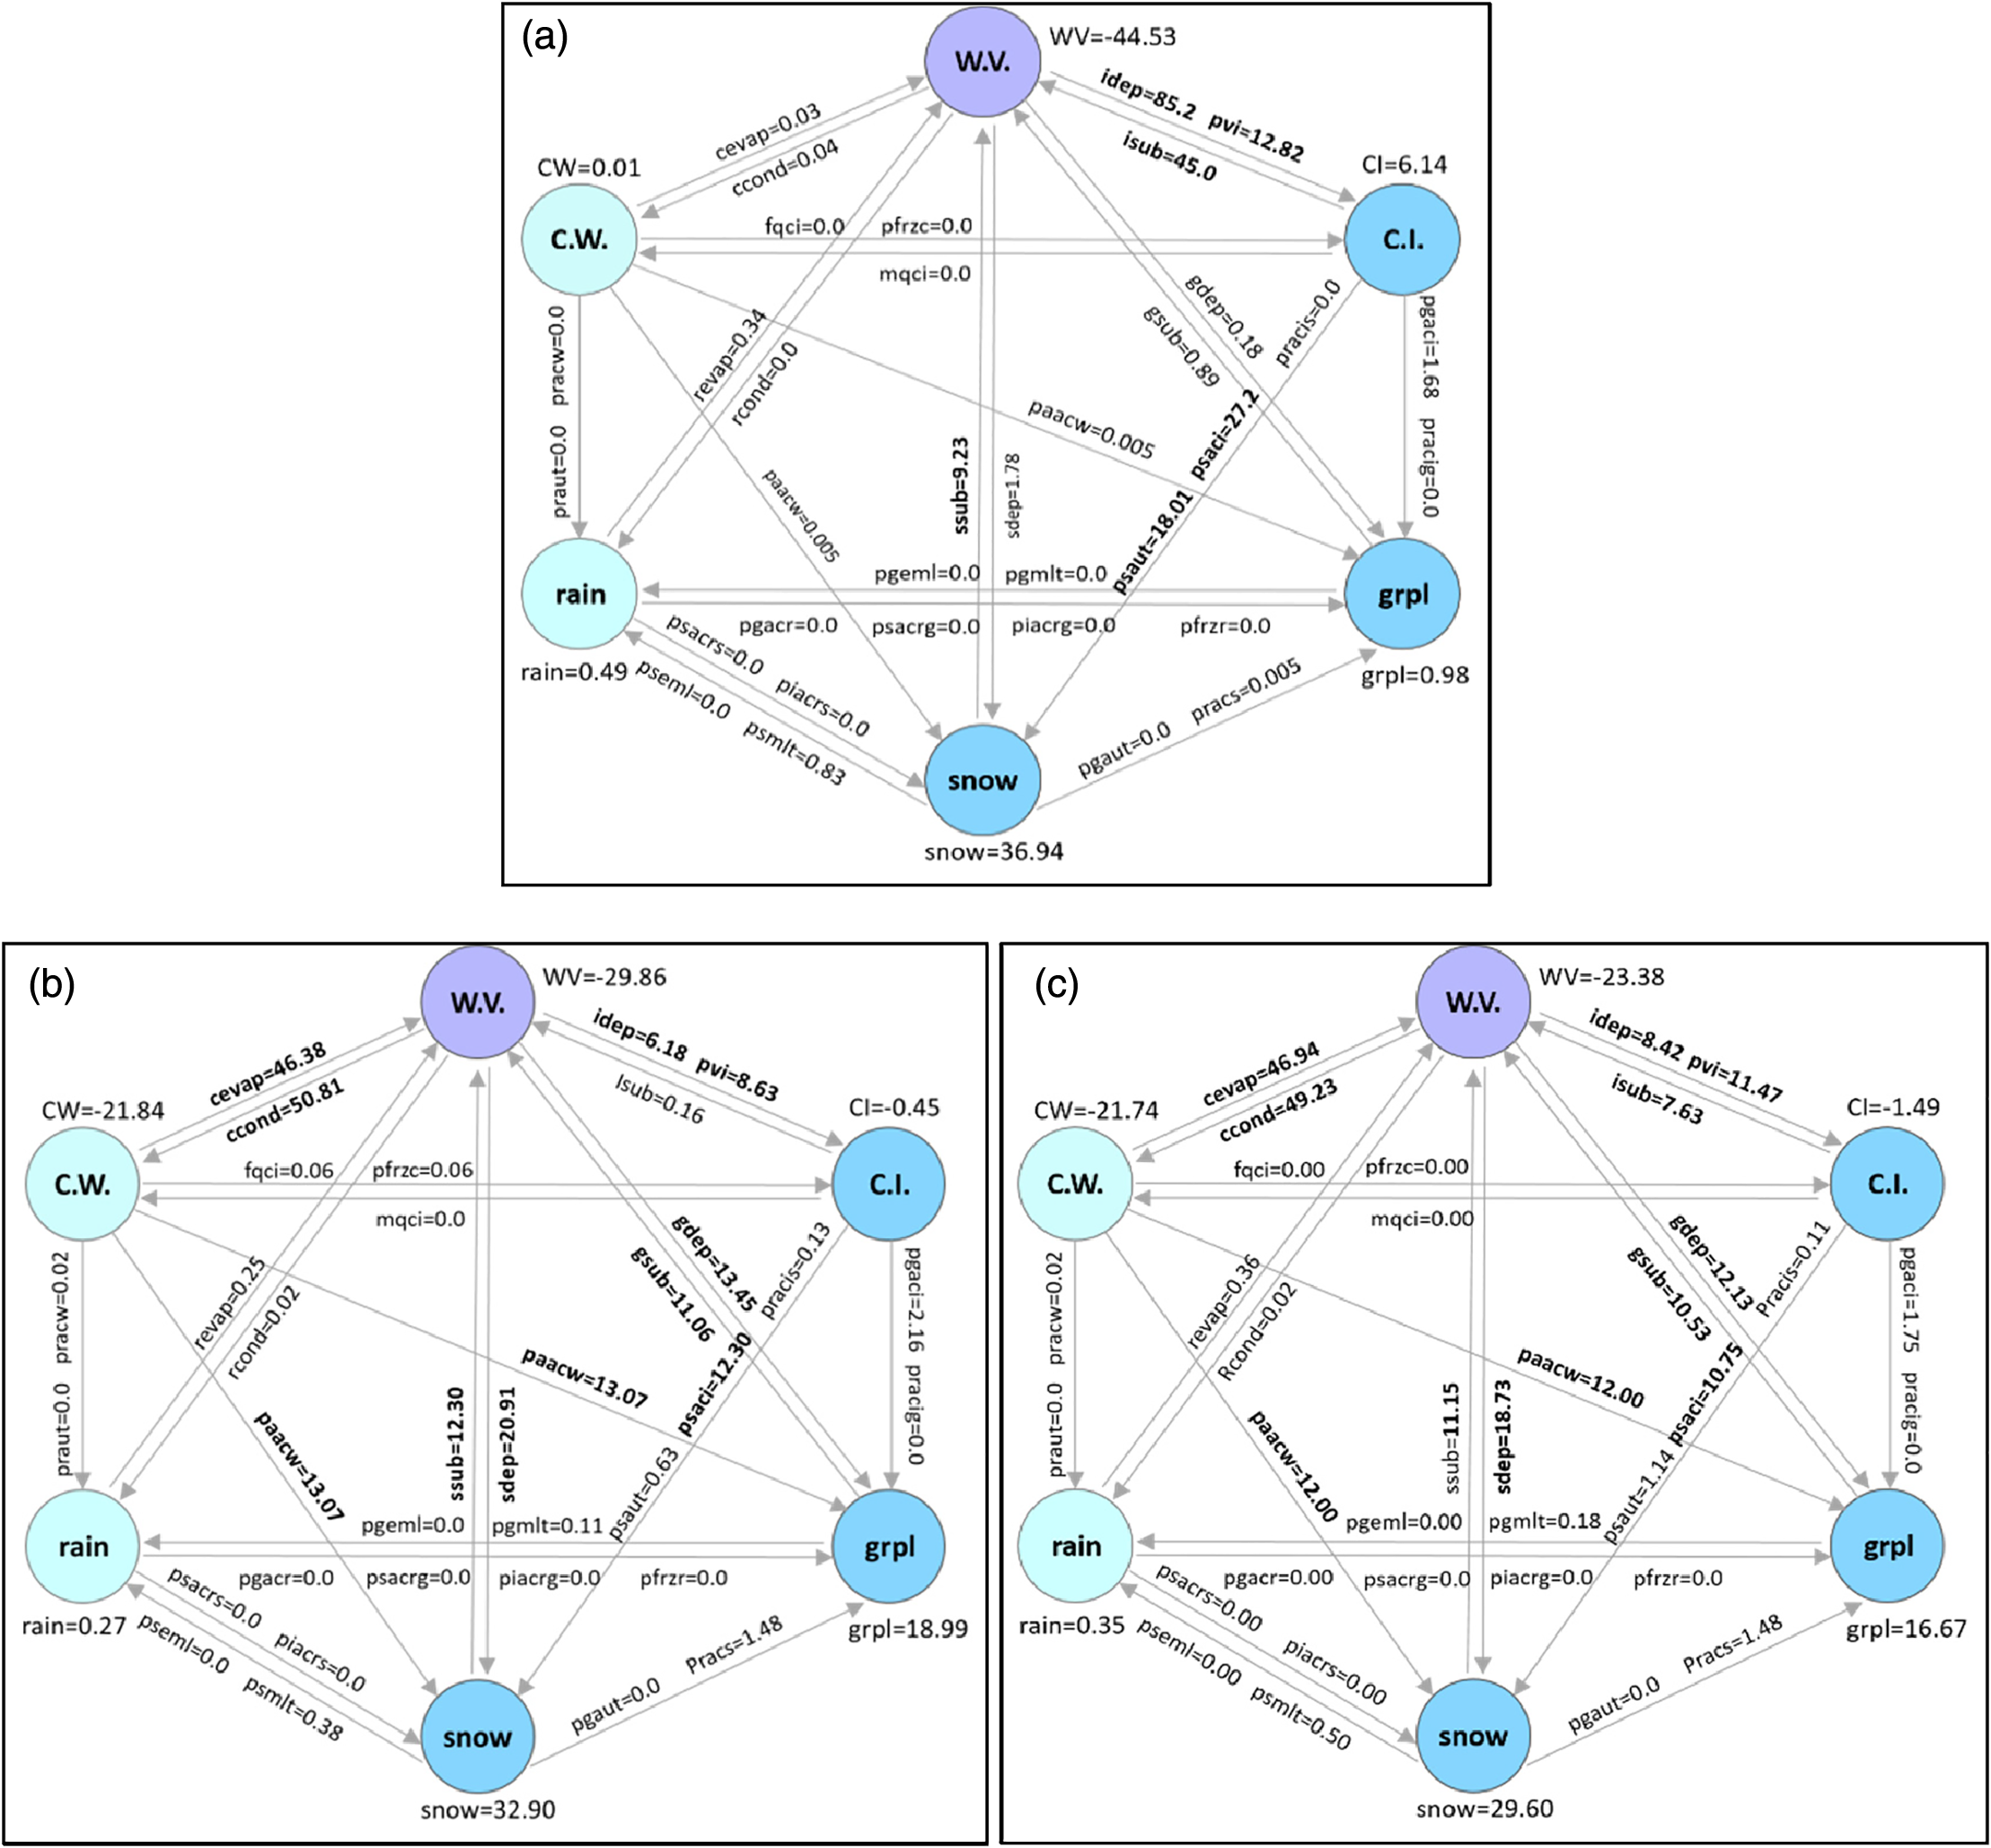 (a)
W.V.
WV=-44.53
idep=85.2 pvi=12.82
isub=45.0
cevap=0.03
ccond=0.04
CW=0.01
C.W.
CI=6.14
C.I.
fqci=0.0 pfrzc=0.0
mqci=0.0
praut=0.0 pracw=0.0
revap=0.34
rcond=0.0
gdep=0.18
gsub=0.89
pracis=0.0
psaut=18.01 psaci=27.2
pgaci=1.68 pracig=0.0
paacw=0.005
paacw=0.005
ssub=9.23
sdep=1.78
pgeml=0.0 pgmlt=0.0
rain
grpl
pgacr=0.0 psacrg=0.0 piacrg=0.0 pfrzr=0.0
rain=0.49
grpl=0.98
psacrs=0.0 piacrs=0.0
pseml=0.0 psmlt=0.83
pgaut=0.0 pracs=0.005
snow
snow=36.94
(b)
W.V.
WV=-29.86
idep=6.18 pvi=8.63
Isub=0.16
cevap=46.38
ccond=50.81
CW=-21.84
C.W.
CI=-0.45
C.I.
fqci=0.06 pfrzc=0.06
mqci=0.0
praut=0.0 pracw=0.02
revap=0.25
rcond=0.02
gdep=13.45
gsub=11.06
pracis=0.13
psaut=0.63 psaci=12.30
pgaci=2.16 pracig=0.0
paacw=13.07
paacw=13.07
ssub=12.30
sdep=20.91
pgeml=0.0 pgmlt=0.11
rain
grpl
pgacr=0.0 psacrg=0.0 piacrg=0.0 pfrzr=0.0
rain=0.27
grpl=18.99
psacrs=0.0 piacrs=0.0
pseml=0.0 psmlt=0.38
pgaut=0.0 Pracs=1.48
snow
snow=32.90
(c)
W.V.
WV=-23.38
idep=8.42 pvi=11.47
isub=7.63
cevap=46.94
ccond=49.23
CW=-21.74
C.W.
CI=-1.49
C.I.
fqci=0.00 pfrzc=0.00
mqci=0.00
praut=0.0 pracw=0.02
revap=0.36
Rcond=0.02
gdep=12.13
gsub=10.53
Pracis=0.11
psaut=1.14 psaci=10.75
pgaci=1.75 pracig=0.0
paacw=12.00
paacw=12.00
ssub=11.15
sdep=18.73
pgeml=0.00 pgmlt=0.18
rain
grpl
pgacr=0.00 psacrg=0.0 piacrg=0.0 pfrzr=0.0
rain=0.35
grpl=16.67
psacrs=0.00 piacrs=0.00
pseml=0.00 psmlt=0.50
pgaut=0.0 Pracs=1.48
snow
snow=29.60